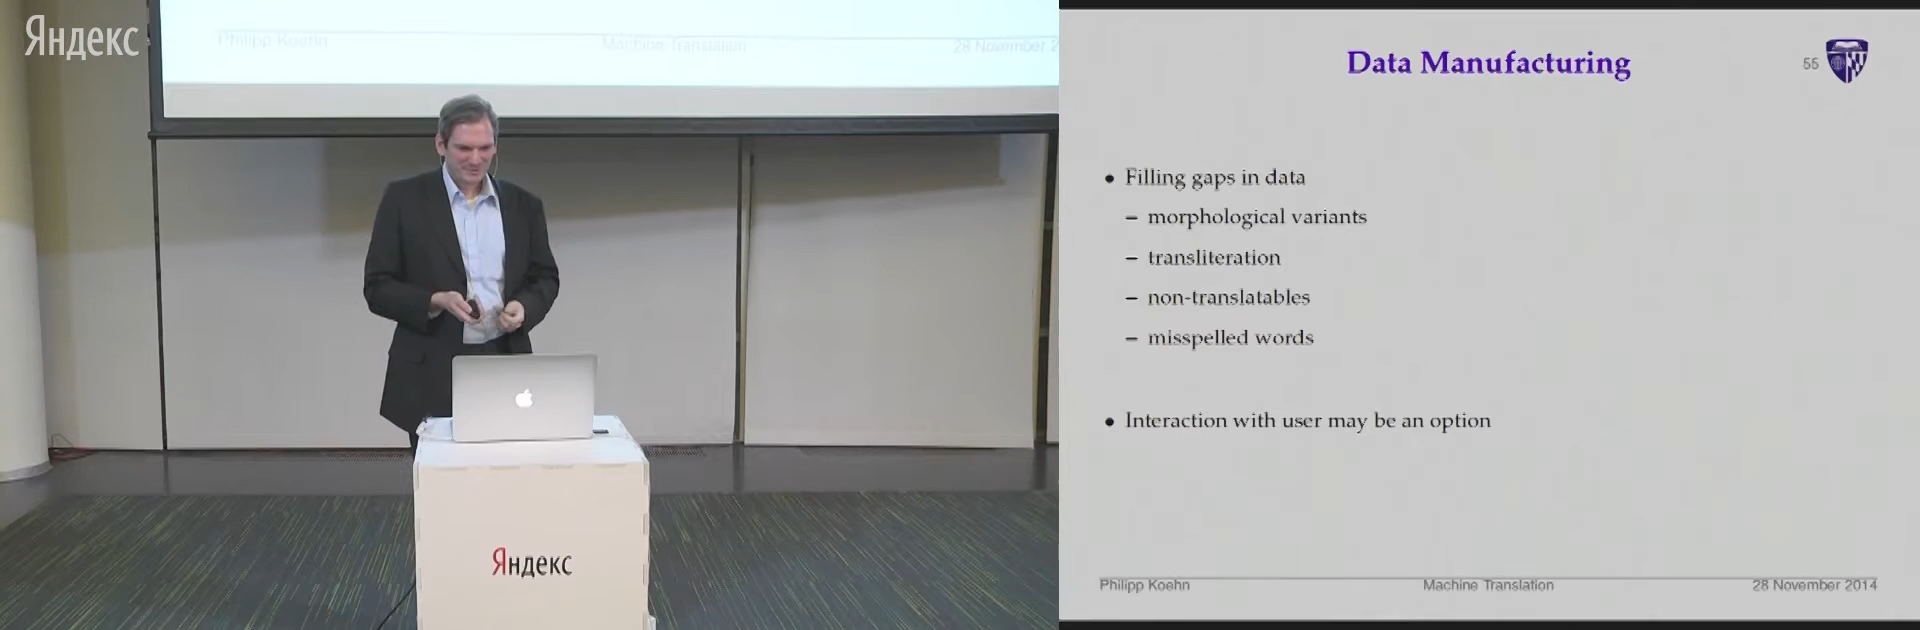 Яндекс
Philipp Koehn
Machine Translation
28 November 2
Яндекс
Data Manufacturing
55
• Filling gaps in data
– morphological variants
– transliteration
– non-translatables
– misspelled words
• Interaction with user may be an option
Philipp Koehn
Machine Translation
28 November 2014